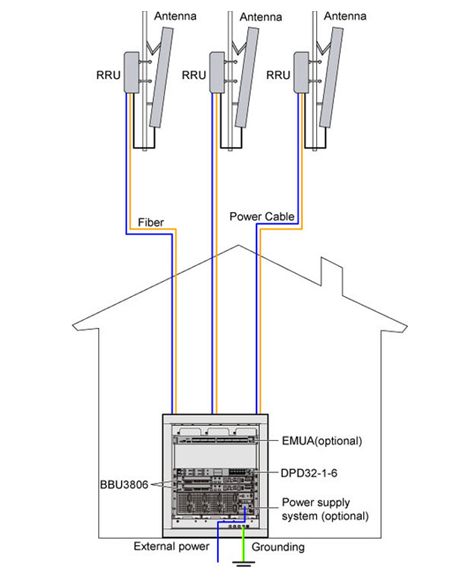 Antenna
Antenna
Antenna
RRU
RRU
RRU
Fiber
Power Cable
EMUA(optional)
DPD32-1-6
BBU3806
Power supply
system (optional)
External power
Grounding